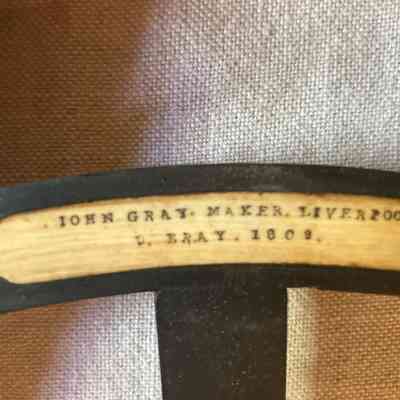 . JOHN GRAY. MAKER. LIVERPOO
D. BRAY. 1809.